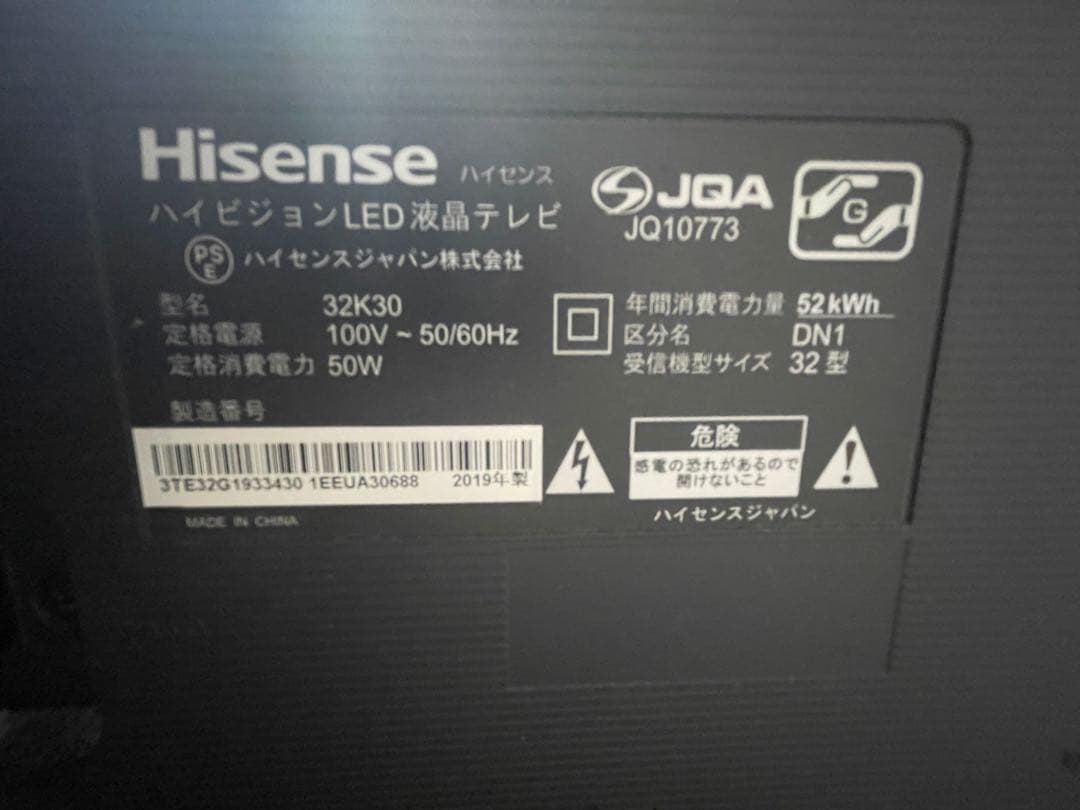 Hisense ハイセンス
ハイビジョンLED液晶テレビ
PS
E
ハイセンスジャパン株式会社
JQA
JQ10773
G
型名 32K30
定格電源 100V ~ 50/60Hz
定格消費電力 50W
年間消費電力量 52kWh
区分名 DN1
受信機型サイズ 32型
製造番号
3TE32G1933430 1EEUA30688 2019年製
MADE IN CHINA
危険
感電の恐れがあるので
開けないこと
ハイセンスジャパン